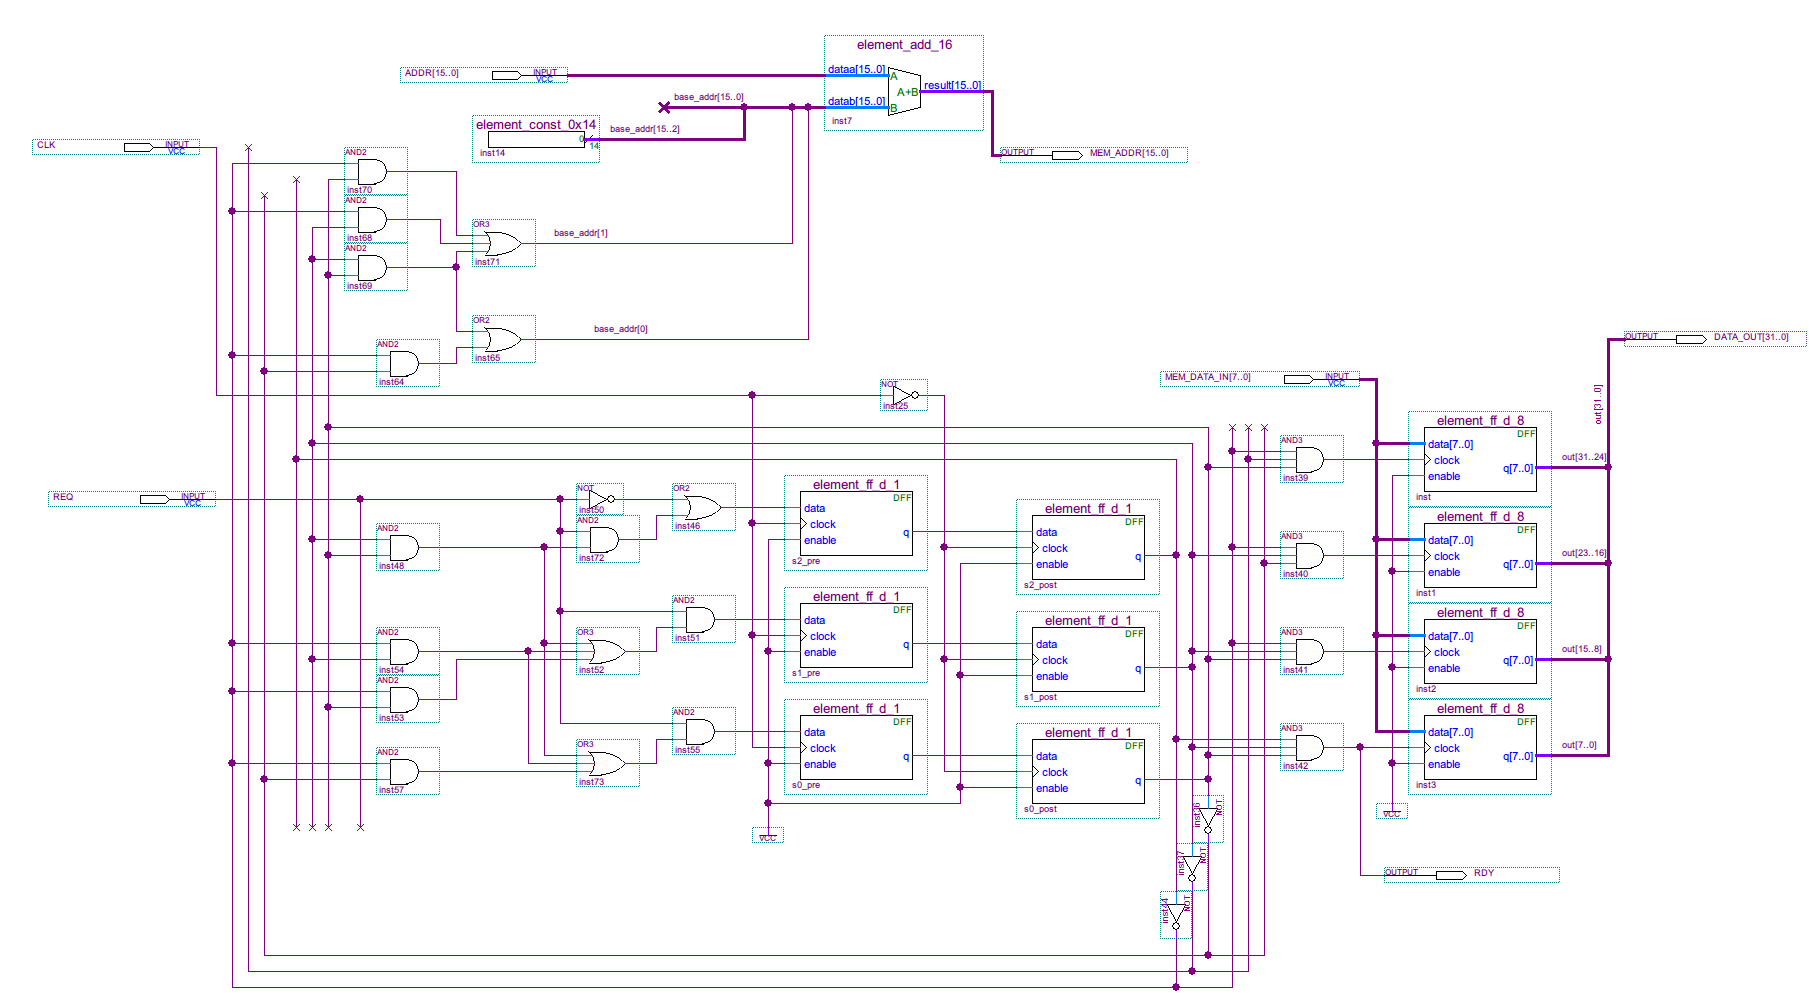 element_add_16
ADDR[15..0]
INPUT
VCC
dataa[15..0]
A
A+B
result[15..0]
base_addr[15..0]
datab[15..0]
B
inst7
element_const_0x14
0
14
base_addr[15..2]
inst14
OUTPUT
MEM_ADDR[15..0]
CLK
INPUT
VCC
AND2
inst70
AND2
inst68
AND2
inst69
OR3
base_addr[1]
inst71
OR2
base_addr[0]
inst65
AND2
inst64
OUTPUT
DATA_OUT[31..0]
MEM_DATA_IN[7..0]
INPUT
VCC
NOT
inst25
out[31..0]
element_ff_d_8
DFF
data[7..0]
clock
q[7..0]
enable
inst
out[31..24]
AND3
inst39
REQ
INPUT
VCC
NOT
inst50
OR2
inst46
AND2
inst72
AND2
inst48
element_ff_d_1
DFF
data
clock
q
enable
s2_pre
element_ff_d_1
DFF
data
clock
q
enable
s2_post
AND3
inst40
element_ff_d_8
DFF
data[7..0]
clock
q[7..0]
enable
inst1
out[23..16]
AND2
inst51
AND2
inst54
OR3
inst52
AND2
inst53
element_ff_d_1
DFF
data
clock
q
enable
s1_pre
element_ff_d_1
DFF
data
clock
q
enable
s1_post
AND3
inst41
element_ff_d_8
DFF
data[7..0]
clock
q[7..0]
enable
inst2
out[15..8]
AND2
inst55
AND2
inst57
OR3
inst73
element_ff_d_1
DFF
data
clock
q
enable
s0_pre
element_ff_d_1
DFF
data
clock
q
enable
s0_post
AND3
inst42
element_ff_d_8
DFF
data[7..0]
clock
q[7..0]
enable
inst3
out[7..0]
VCC
VCC
NOT
NOT
NOT
OUTPUT
RDY